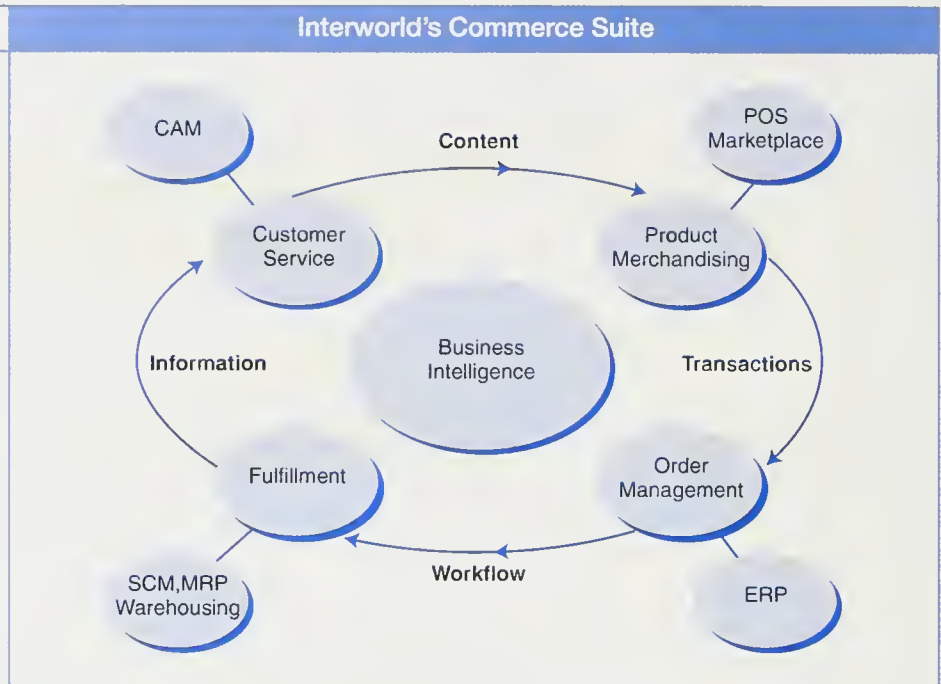 Interworld's Commerce Suite
CAM
POS
Marketplace
Content
Customer
Service
Product
Merchandising
Business
Intelligence
Information
Transactions
Fulfillment
Order
Management
Workflow
SCM,MRP
Warehousing
ERP